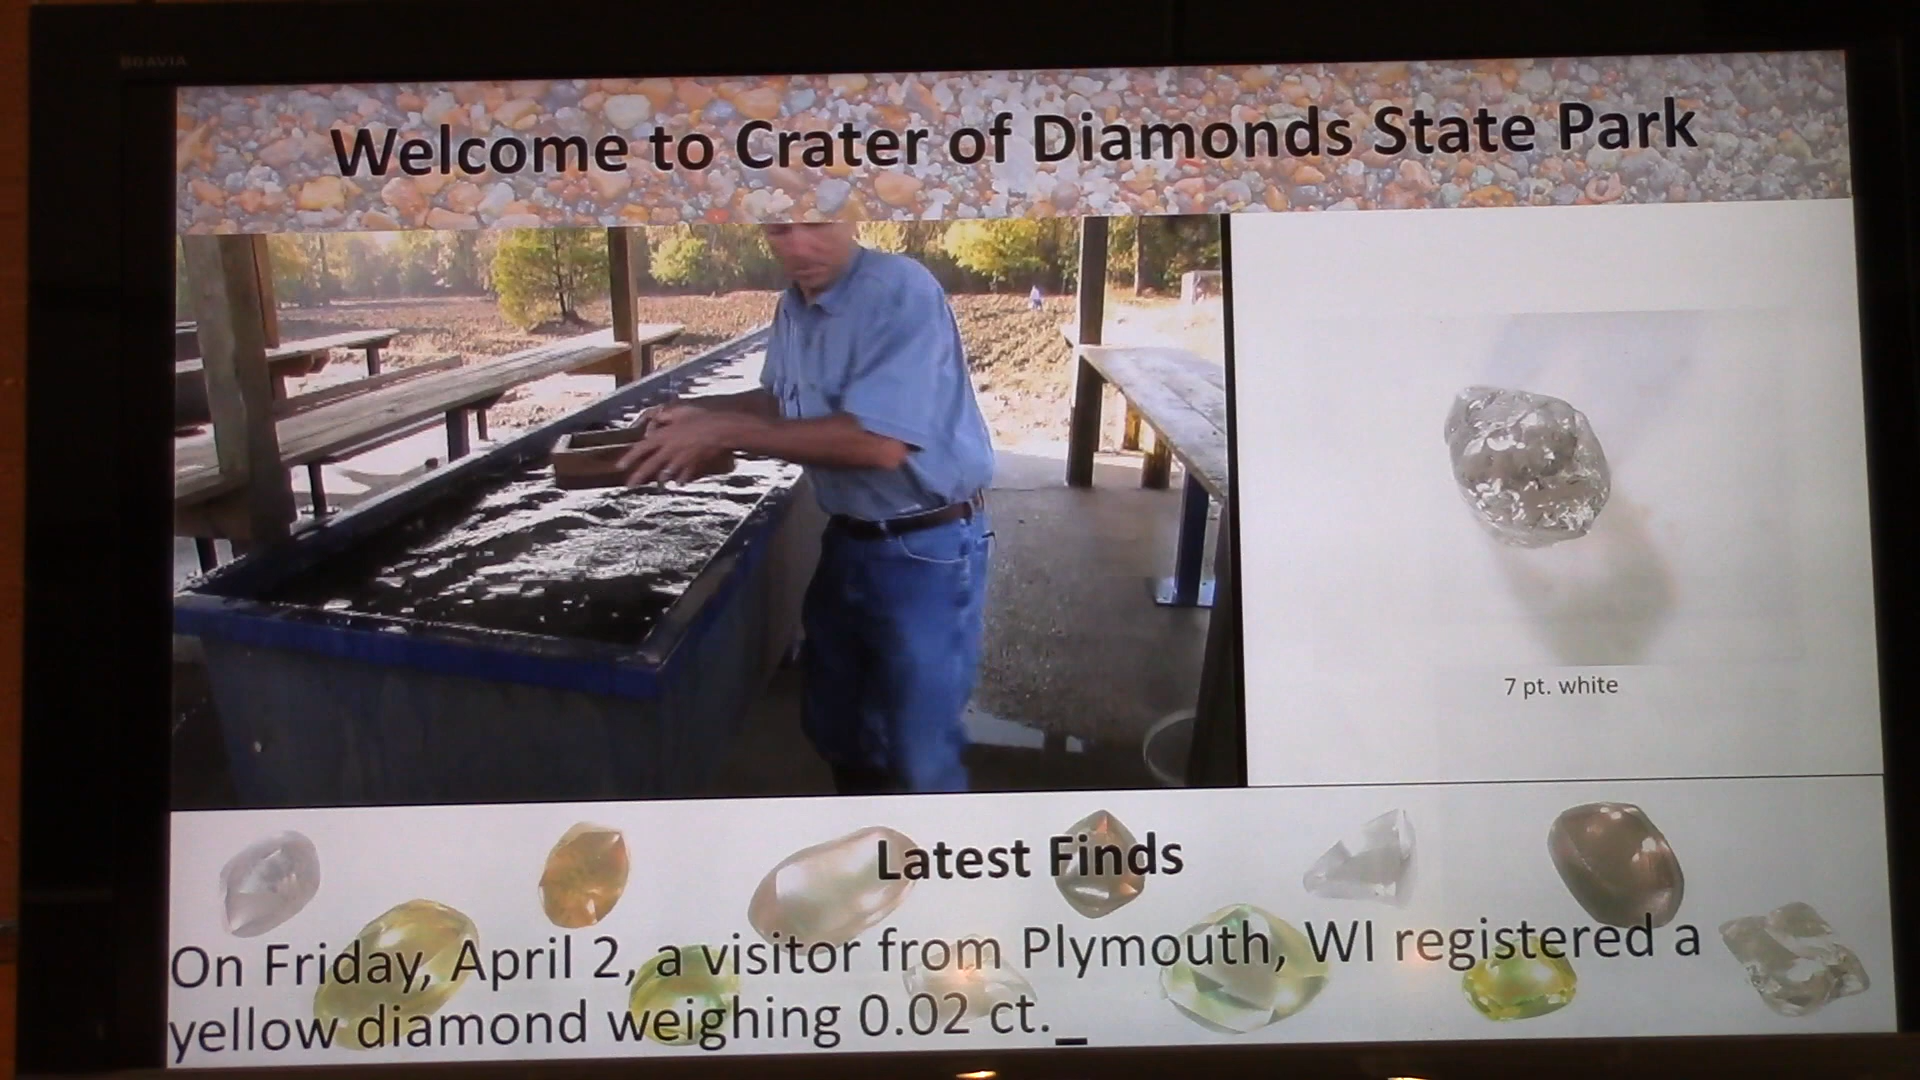 BRAVIA
Welcome to Crater of Diamonds State Park
7 pt. white
Latest Finds
On Friday, April 2, a visitor from Plymouth, WI registered a
yellow diamond weighing 0.02 ct._